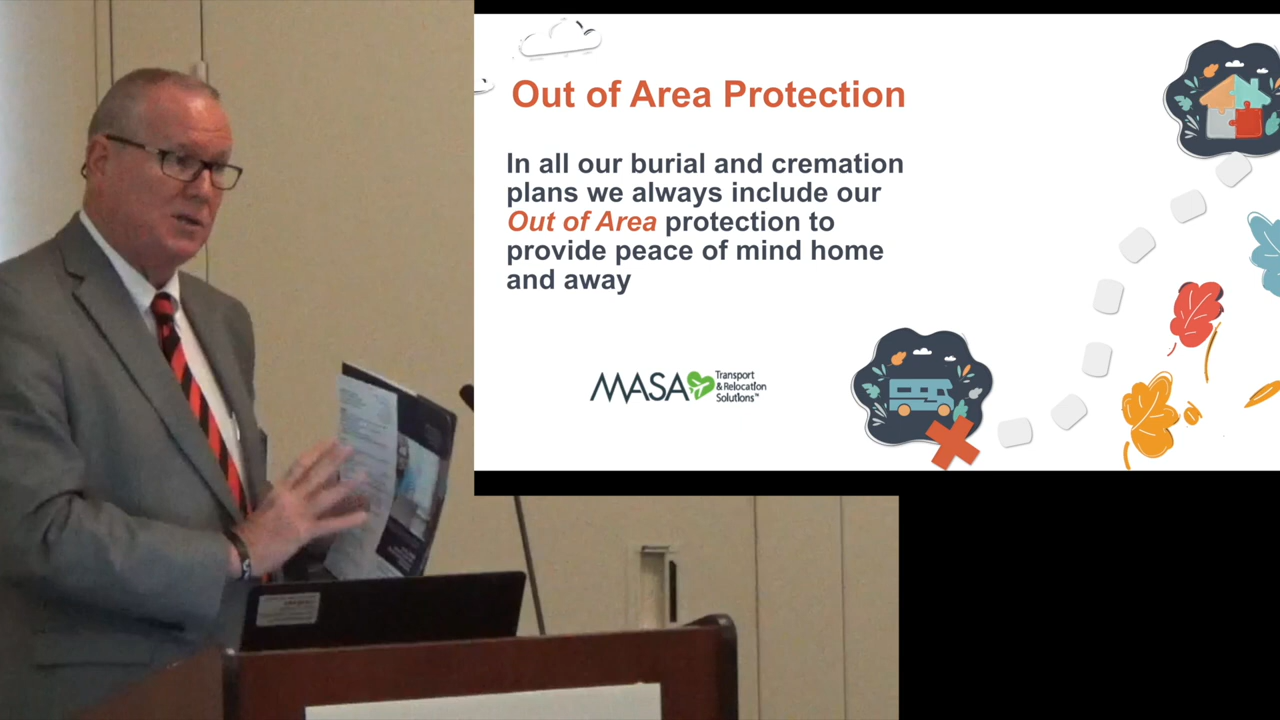 Out of Area Protection
In all our burial and cremation
plans we always include our
Out of Area protection to
provide peace of mind home
and away
MASA Transport
& Relocation
Solutions™